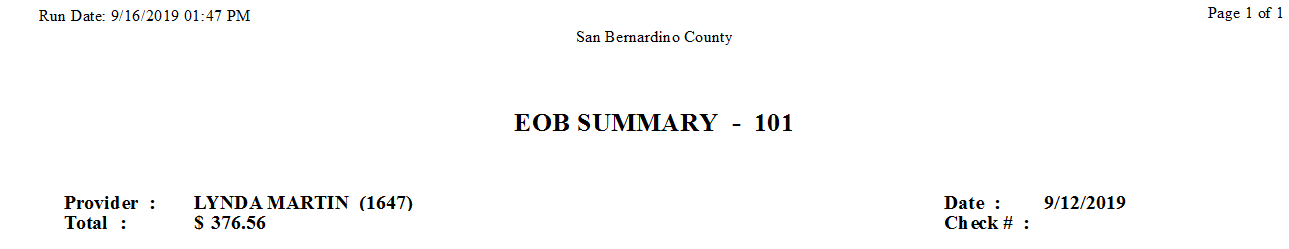 Run Date: 9/16/2019 01:47 PM
Page 1 of 1
San Bernardino County
EOB SUMMARY - 101
Provider : LYNDA MARTIN (1647)
Date : 9/12/2019
Total : $ 376.56
Check # :